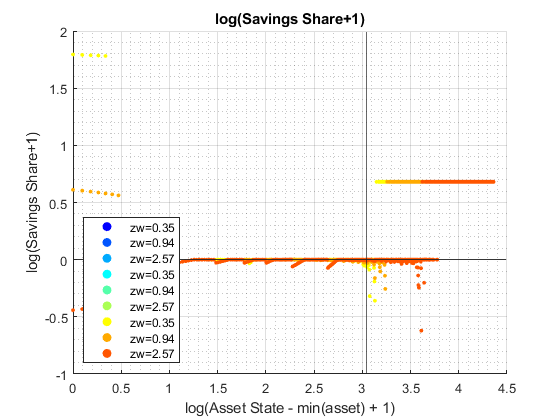 log(Savings Share+1)
2
1.5
1
0.5
0
-0.5
-1
log(Savings Share+1)
zw=0.35
zw=0.94
zw=2.57
zw=0.35
zw=0.94
zw=2.57
zw=0.35
zw=0.94
zw=2.57
0 0.5 1 1.5 2 2.5 3 3.5 4 4.5
log(Asset State - min(asset) + 1)